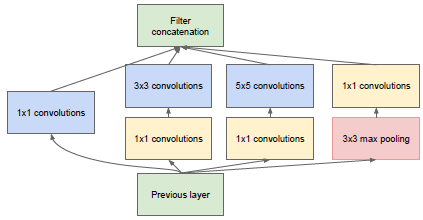 Filter
concatenation
3x3 convolutions
5x5 convolutions
1x1 convolutions
1x1 convolutions
1x1 convolutions
1x1 convolutions
3x3 max pooling
Previous layer